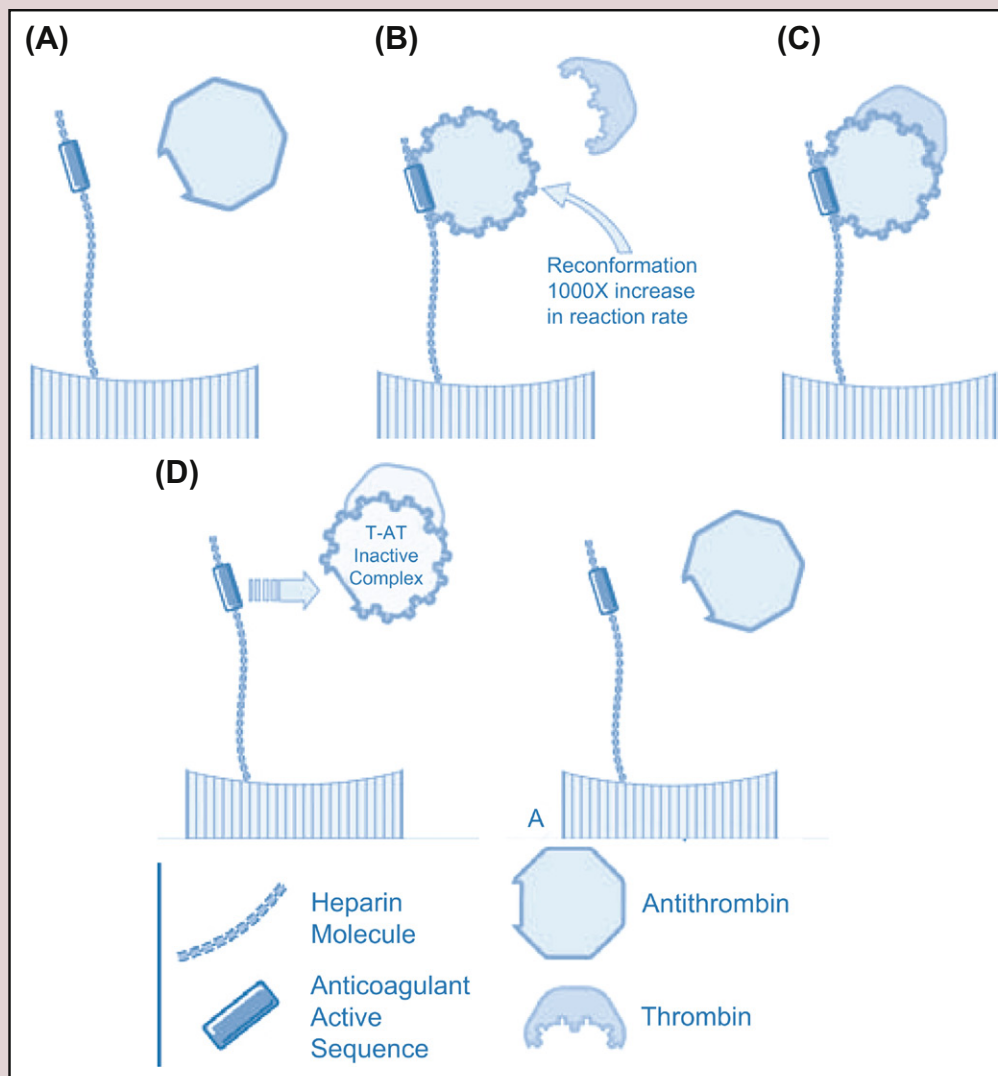 (A)
(B)
(C)
Reconformation
1000X increase
in reaction rate
(D)
T-AT
Inactive
Complex
A
Heparin
Molecule
Antithrombin
Anticoagulant
Active
Sequence
Thrombin